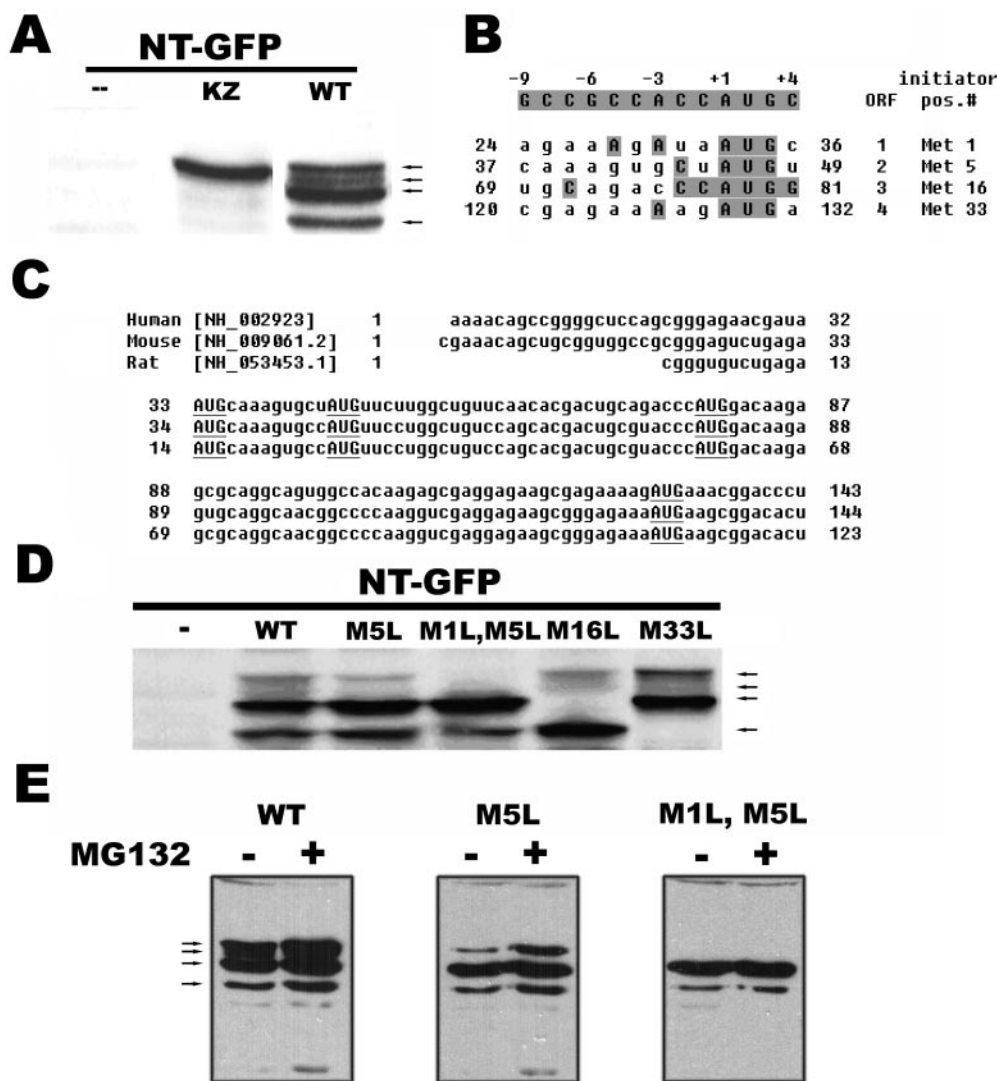 A
NT-GFP
-- KZ WT
B
-9 -6 -3 +1 +4 initiator
G C C G C C A C C A U G C ORF pos.#
24 a g a a A g A u a A U G c 36 1 Met 1
37 c a a a g u g C u A U G u 49 2 Met 5
69 u g C a g a c C C A U G G 81 3 Met 16
120 c g a g a a A a g A U G a 132 4 Met 33
C
Human [NH_002923] 1 aaaacagccggggcuccagcgggagaacgaua 32
Mouse [NH_009061.2] 1 cgaaacagcugcgguggccgcgggagucugaga 33
Rat [NH_053453.1] 1 cgggugucugaga 13
33 AUGcaaagugcuAUGuucuuggcuguucaacacgacugcagacccAUGgacaaga 87
34 AUGcaaagugccAUGuuccuggcuguccagcacgacugcguacccAUGgacaaga 88
14 AUGcaaagugccAUGuuccuggcuguccagcacgacugcguacccAUGgacaaga 68
88 gcgcaggcaguggccacaagagcgaggagaagcgagaaaagAUGaaacggacccu 143
89 gugcaggcaacggccccaaggucgaggagaagcgggagaaaAUGaagcggacacu 144
69 gcgcaggcaacggccccaaggucgaggagaagcgggagaaaAUGaagcggacacu 123
D
NT-GFP
- WT M5L M1L,M5L M16L M33L
E
WT M5L M1L, M5L
MG132 - + - + - +